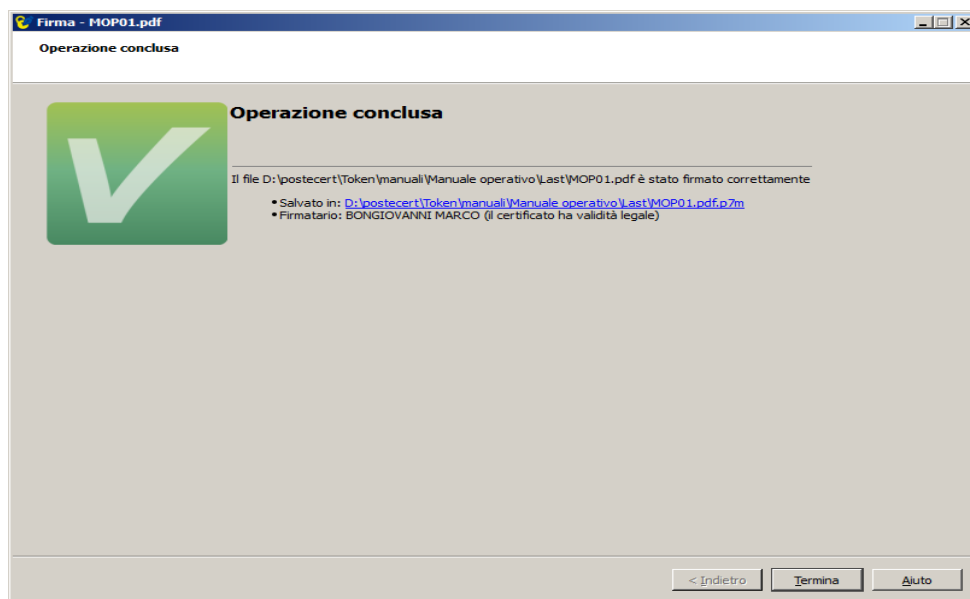 Firma - MOP01.pdf
Operazione conclusa
Operazione conclusa
Il file D:\postecert\Token\manuali\Manuale operativo\Last\MOP01.pdf è stato firmato correttamente
• Salvato in: D:\postecert\Token\manuali\Manuale operativo\Last\MOP01.pdf.p7m
• Firmatario: BONGIOVANNI MARCO (il certificato ha validità legale)
< Indietro Termina Aiuto